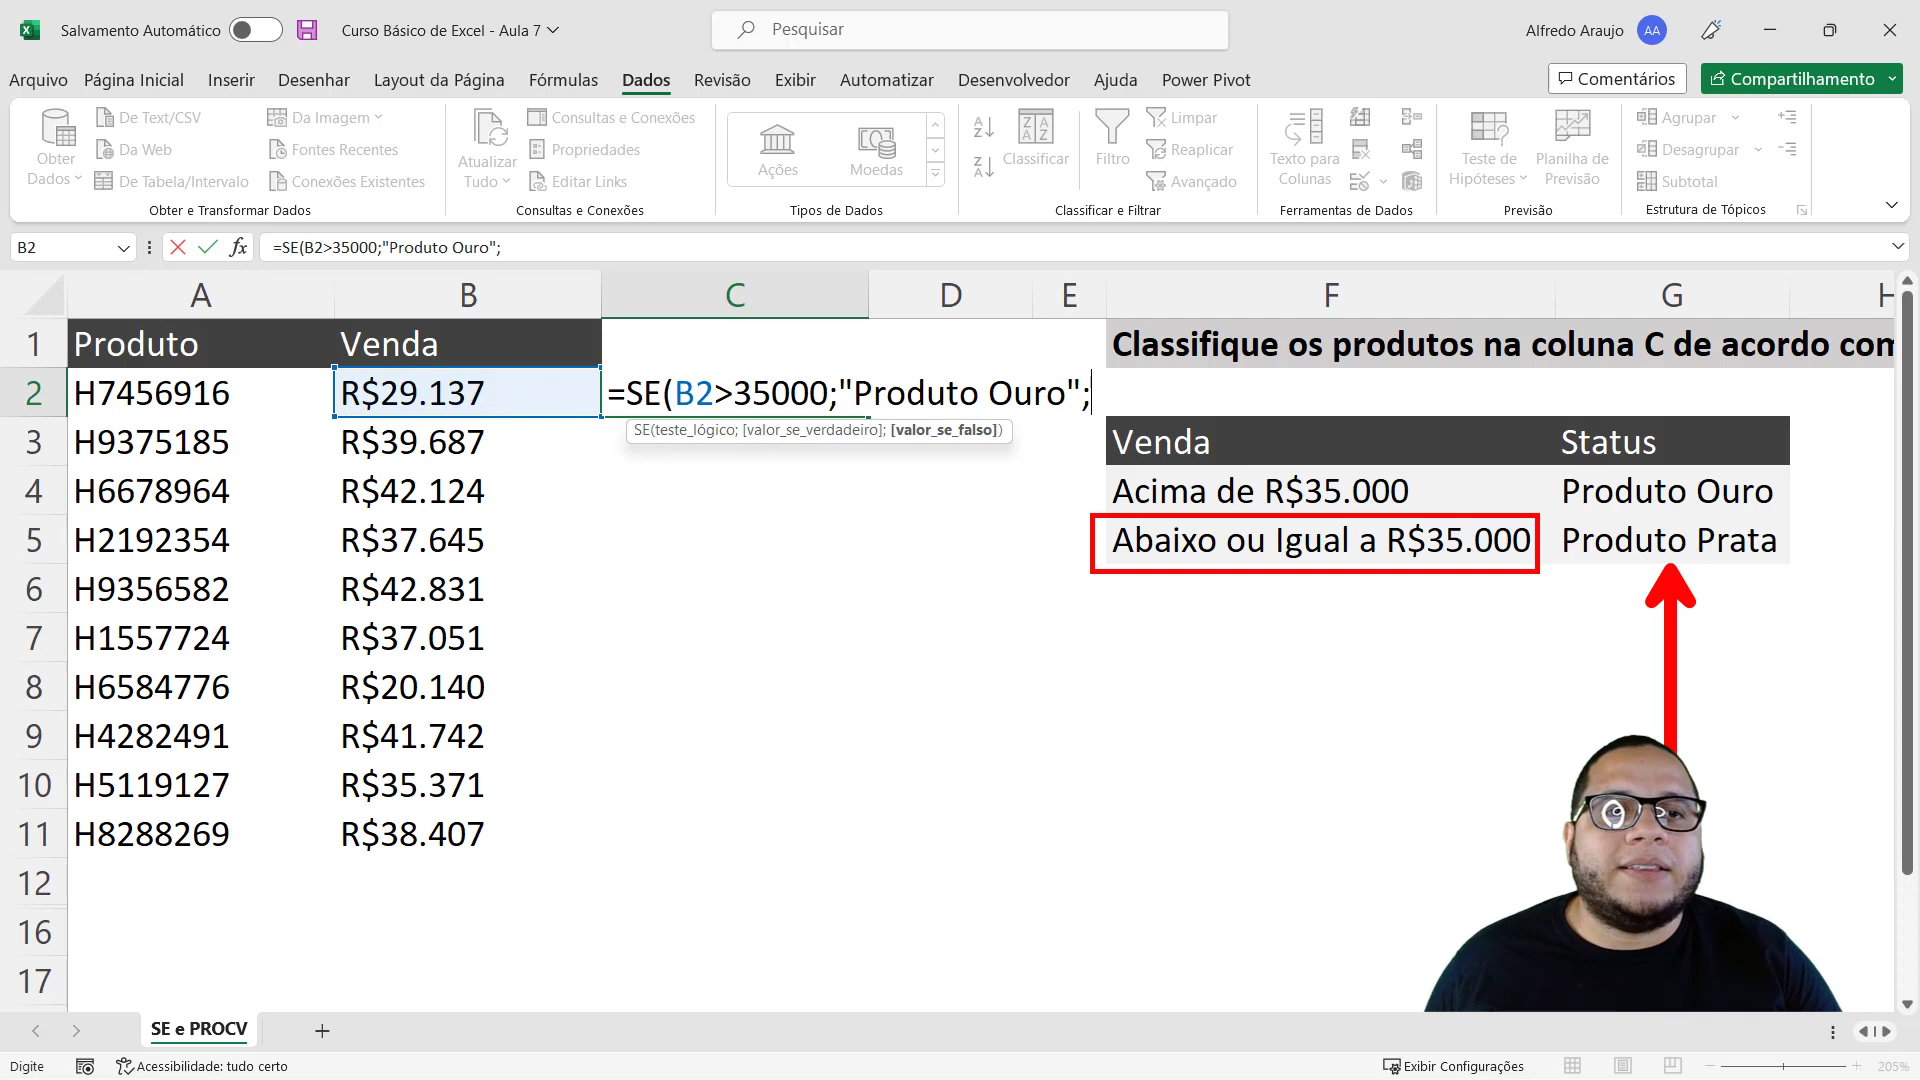 Salvamento Automático
Curso Básico de Excel - Aula 7
Pesquisar
Alfredo Araujo
AA
Arquivo Página Inicial Inserir Desenhar Layout da Página Fórmulas Dados Revisão Exibir Automatizar Desenvolvedor Ajuda Power Pivot
Comentários
Compartilhamento
Obter Dados
De Text/CSV
Da Web
De Tabela/Intervalo
Da Imagem
Fontes Recentes
Conexões Existentes
Obter e Transformar Dados
Atualizar Tudo
Consultas e Conexões
Propriedades
Editar Links
Consultas e Conexões
Ações
Moedas
Tipos de Dados
Classificar
Filtro
Limpar
Reaplicar
Avançado
Classificar e Filtrar
Texto para Colunas
Ferramentas de Dados
Teste de Hipóteses
Planilha de Previsão
Previsão
Agrupar
Desagrupar
Subtotal
Estrutura de Tópicos
B2
fx
=SE(B2>35000;"Produto Ouro";
A B C D E F G H
1 Produto Venda Classifique os produtos na coluna C de acordo com
2 H7456916 R$29.137 =SE(B2>35000;"Produto Ouro";
SE(teste_lógico; [valor_se_verdadeiro]; [valor_se_falso])
3 H9375185 R$39.687 Venda Status
4 H6678964 R$42.124 Acima de R$35.000 Produto Ouro
5 H2192354 R$37.645 Abaixo ou Igual a R$35.000 Produto Prata
6 H9356582 R$42.831
7 H1557724 R$37.051
8 H6584776 R$20.140
9 H4282491 R$41.742
10 H5119127 R$35.371
11 H8288269 R$38.407
12
16
17
SE e PROCV
Digite
Acessibilidade: tudo certo
Exibir Configurações
205%